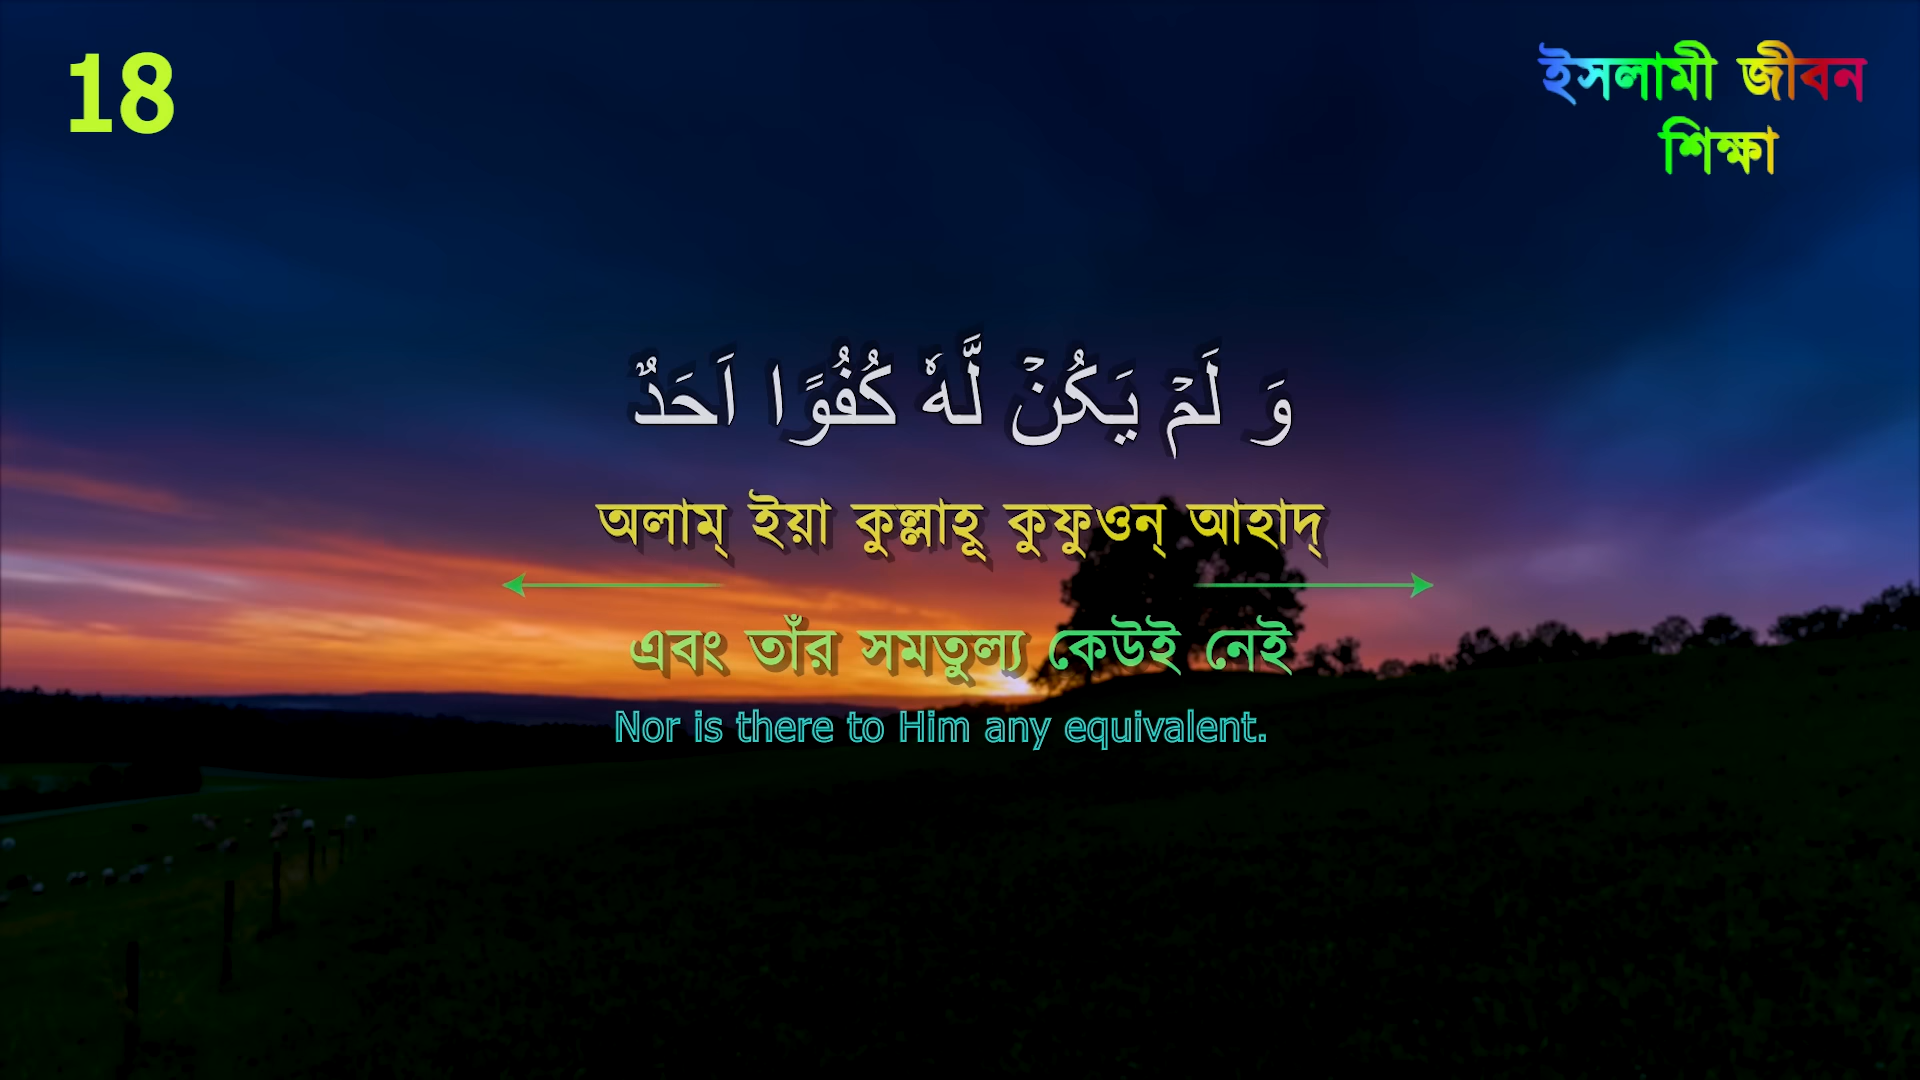 18
ইসলামী জীবন
শিক্ষা
وَ لَمۡ یَکُنۡ لَّهٗ کُفُوًا اَحَدٌ
অলাম্ ইয়া কুল্লাহূ কুফুওন্ আহাদ্
এবং তাঁর সমতুল্য কেউই নেই
Nor is there to Him any equivalent.